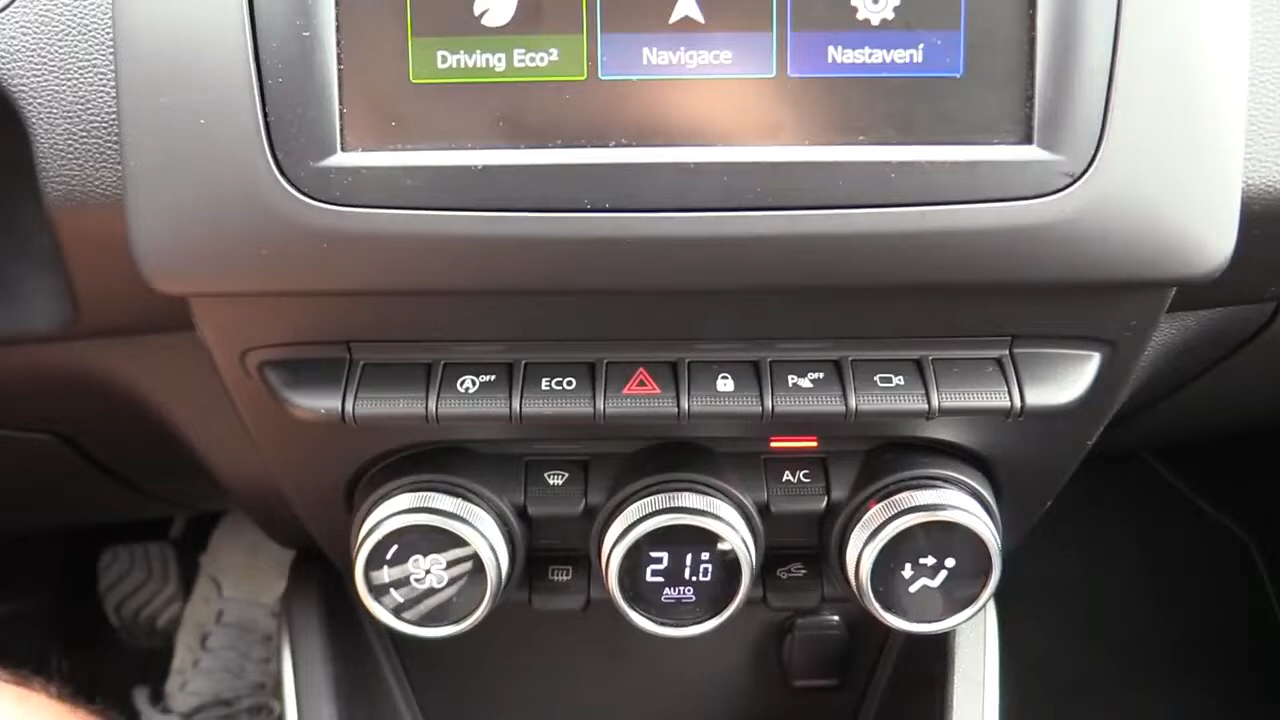 Driving Eco²
Navigace
Nastavení
A OFF
ECO
P OFF
A/C
21.0
AUTO